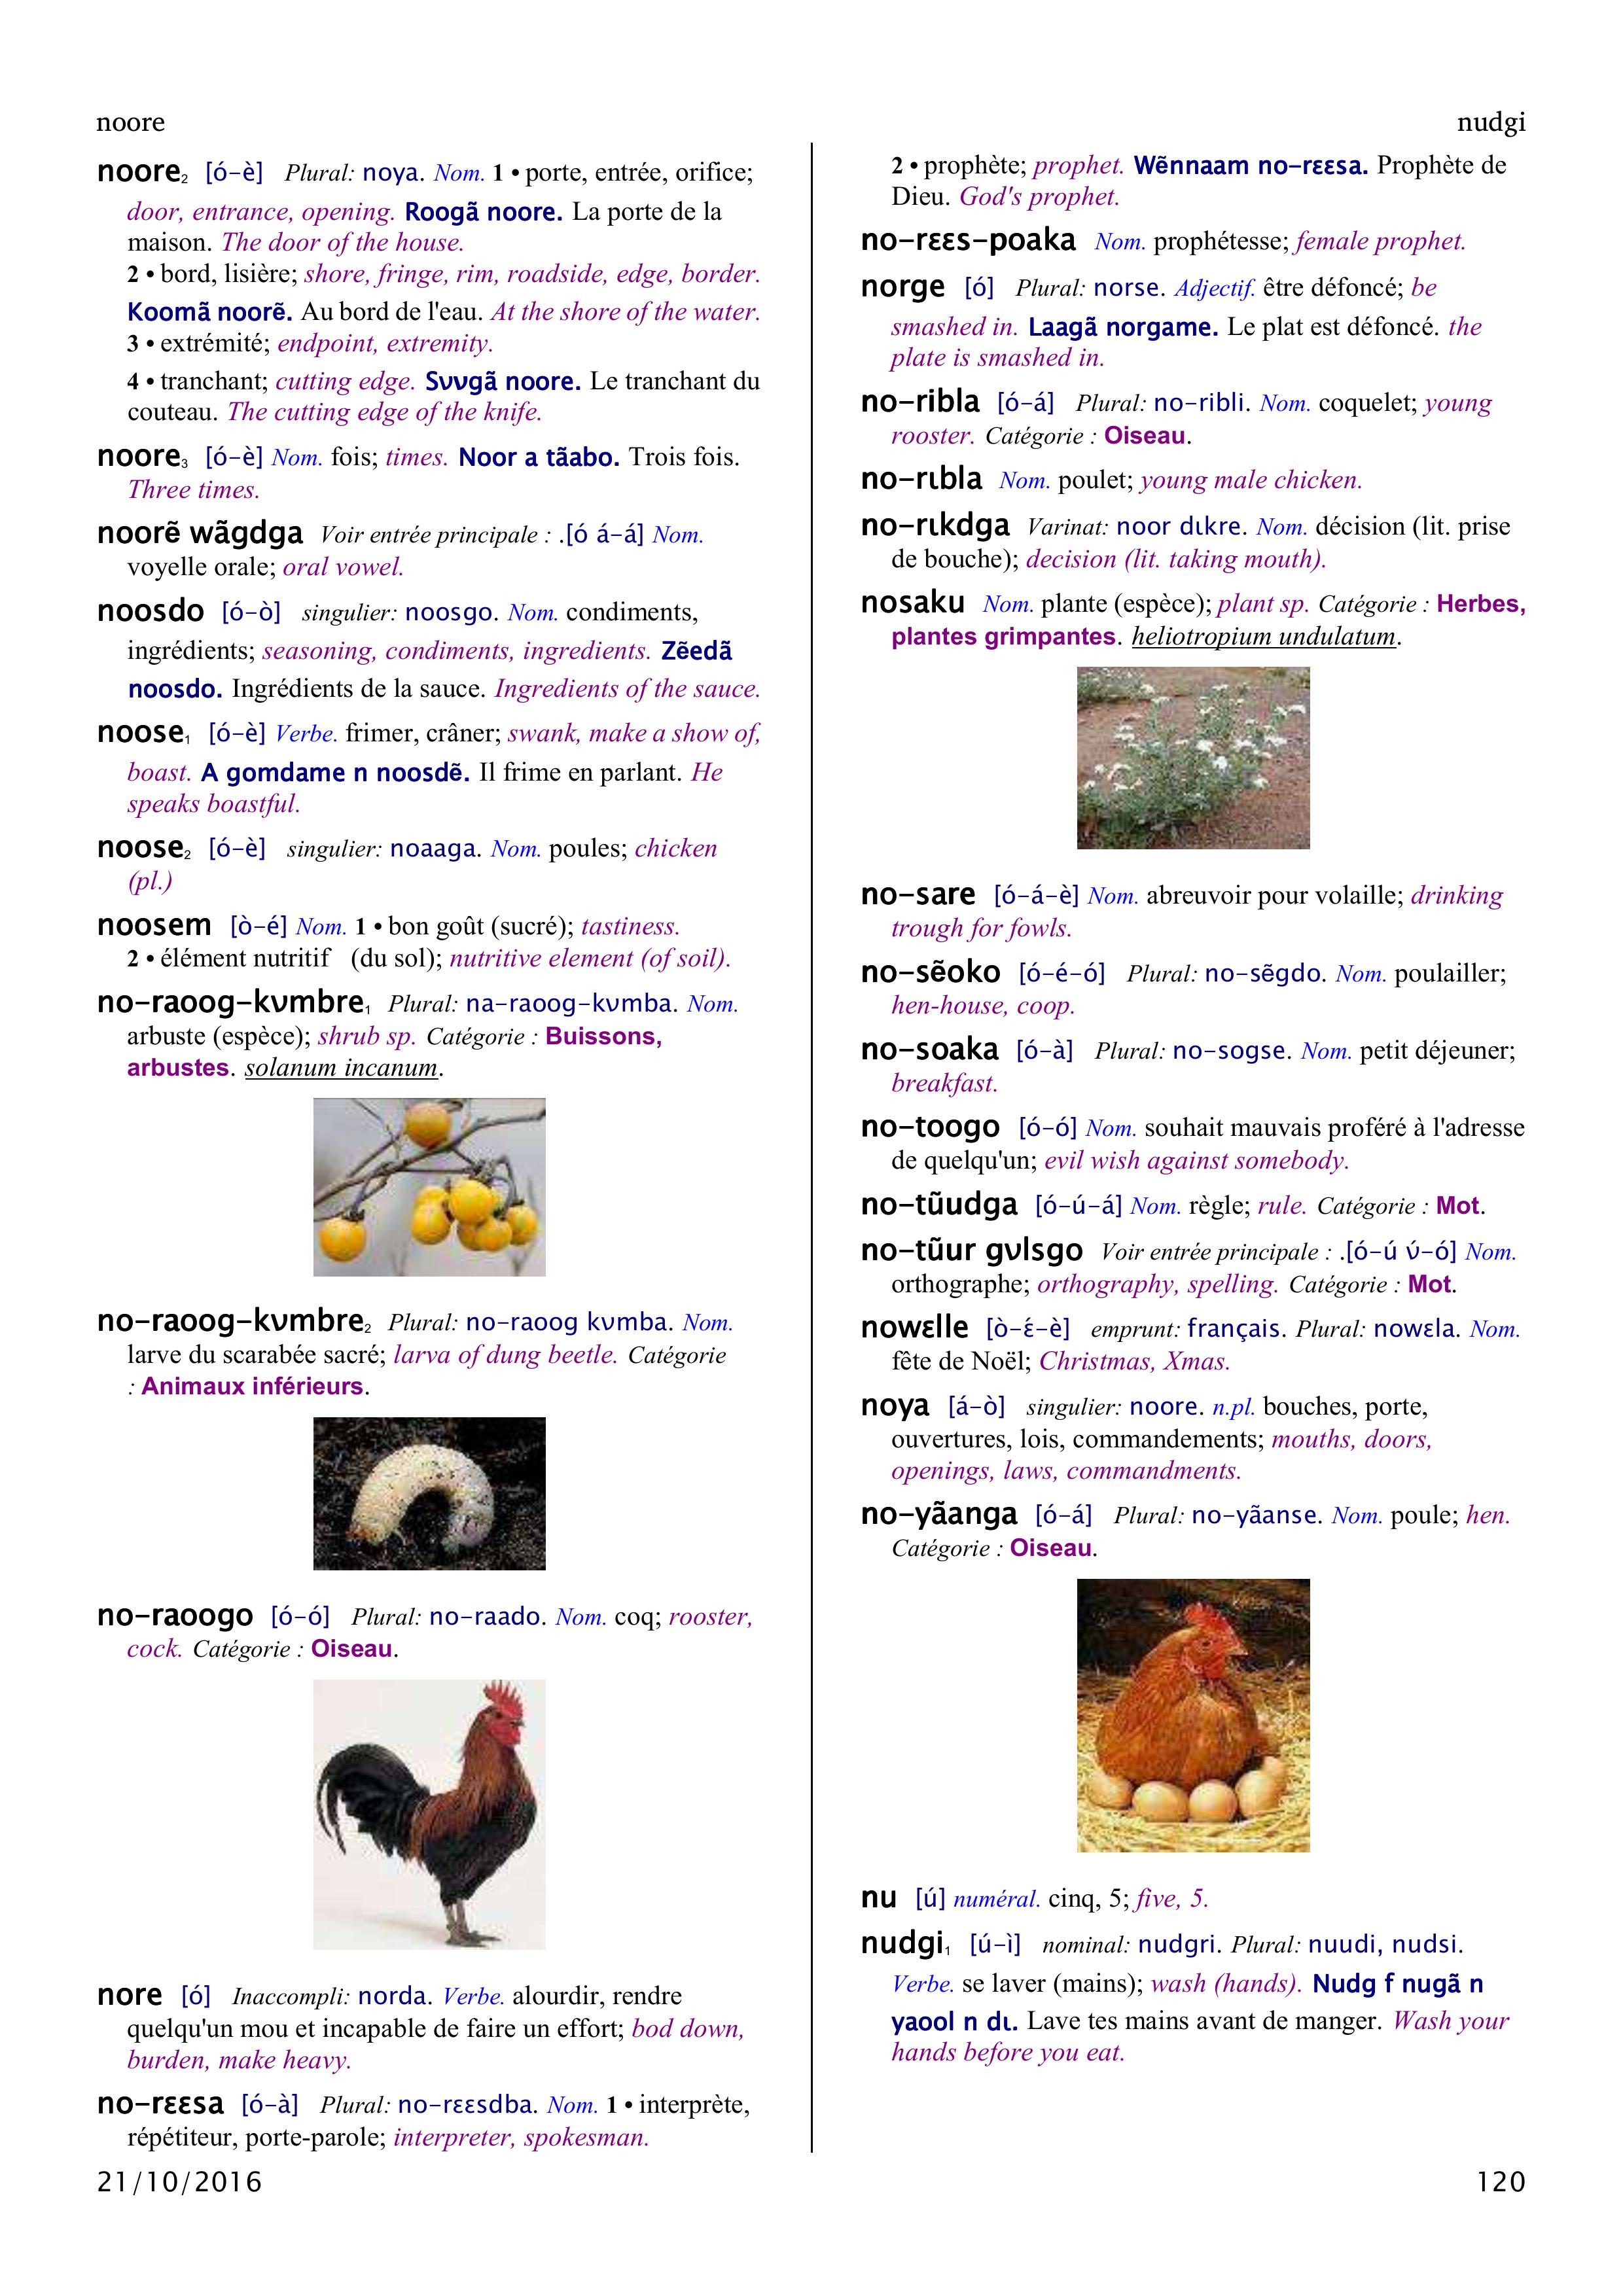 noore
nudgi
noore₂ [ó-è] Plural: noya. Nom. 1 • porte, entrée, orifice;
door, entrance, opening. Roogã noore. La porte de la
maison. The door of the house.
2 • bord, lisière; shore, fringe, rim, roadside, edge, border.
Koomã noorẽ. Au bord de l'eau. At the shore of the water.
3 • extrémité; endpoint, extremity.
4 • tranchant; cutting edge. Sʋʋgã noore. Le tranchant du
couteau. The cutting edge of the knife.
noore₃ [ó-è] Nom. fois; times. Noor a tãabo. Trois fois.
Three times.
noorẽ wãgdga Voir entrée principale : .[ó á-á] Nom.
voyelle orale; oral vowel.
noosdo [ó-ò] singulier: noosgo. Nom. condiments,
ingrédients; seasoning, condiments, ingredients. Zẽedã
noosdo. Ingrédients de la sauce. Ingredients of the sauce.
noose₁ [ó-è] Verbe. frimer, crâner; swank, make a show of,
boast. A gomdame n noosdẽ. Il frime en parlant. He
speaks boastful.
noose₂ [ó-è] singulier: noaaga. Nom. poules; chicken
(pl.)
noosem [ò-é] Nom. 1 • bon goût (sucré); tastiness.
2 • élément nutritif (du sol); nutritive element (of soil).
no-raoog-kʋmbre₁ Plural: na-raoog-kʋmba. Nom.
arbuste (espèce); shrub sp. Catégorie : Buissons,
arbustes. solanum incanum.
no-raoog-kʋmbre₂ Plural: no-raoog kʋmba. Nom.
larve du scarabée sacré; larva of dung beetle. Catégorie
: Animaux inférieurs.
no-raoogo [ó-ó] Plural: no-raado. Nom. coq; rooster,
cock. Catégorie : Oiseau.
nore [ó] Inaccompli: norda. Verbe. alourdir, rendre
quelqu'un mou et incapable de faire un effort; bod down,
burden, make heavy.
no-rɛɛsa [ó-à] Plural: no-rɛɛsdba. Nom. 1 • interprète,
répétiteur, porte-parole; interpreter, spokesman.
2 • prophète; prophet. Wẽnnaam no-rɛɛsa. Prophète de
Dieu. God's prophet.
no-rɛɛs-poaka Nom. prophétesse; female prophet.
norge [ó] Plural: norse. Adjectif. être défoncé; be
smashed in. Laagã norgame. Le plat est défoncé. the
plate is smashed in.
no-ribla [ó-á] Plural: no-ribli. Nom. coquelet; young
rooster. Catégorie : Oiseau.
no-rɩbla Nom. poulet; young male chicken.
no-rɩkdga Varinat: noor dɩkre. Nom. décision (lit. prise
de bouche); decision (lit. taking mouth).
nosaku Nom. plante (espèce); plant sp. Catégorie : Herbes,
plantes grimpantes. heliotropium undulatum.
no-sare [ó-á-è] Nom. abreuvoir pour volaille; drinking
trough for fowls.
no-sẽoko [ó-é-ó] Plural: no-sẽgdo. Nom. poulailler;
hen-house, coop.
no-soaka [ó-à] Plural: no-sogse. Nom. petit déjeuner;
breakfast.
no-toogo [ó-ó] Nom. souhait mauvais proféré à l'adresse
de quelqu'un; evil wish against somebody.
no-tũudga [ó-ú-á] Nom. règle; rule. Catégorie : Mot.
no-tũur gʋlsgo Voir entrée principale : .[ó-ú ʋ́-ó] Nom.
orthographe; orthography, spelling. Catégorie : Mot.
nowɛlle [ò-ɛ́-è] emprunt: français. Plural: nowɛla. Nom.
fête de Noël; Christmas, Xmas.
noya [á-ò] singulier: noore. n.pl. bouches, porte,
ouvertures, lois, commandements; mouths, doors,
openings, laws, commandments.
no-yãanga [ó-á] Plural: no-yãanse. Nom. poule; hen.
Catégorie : Oiseau.
nu [ú] numéral. cinq, 5; five, 5.
nudgi₁ [ú-ì] nominal: nudgri. Plural: nuudi, nudsi.
Verbe. se laver (mains); wash (hands). Nudg f nugã n
yaool n dɩ. Lave tes mains avant de manger. Wash your
hands before you eat.
21/10/2016
120